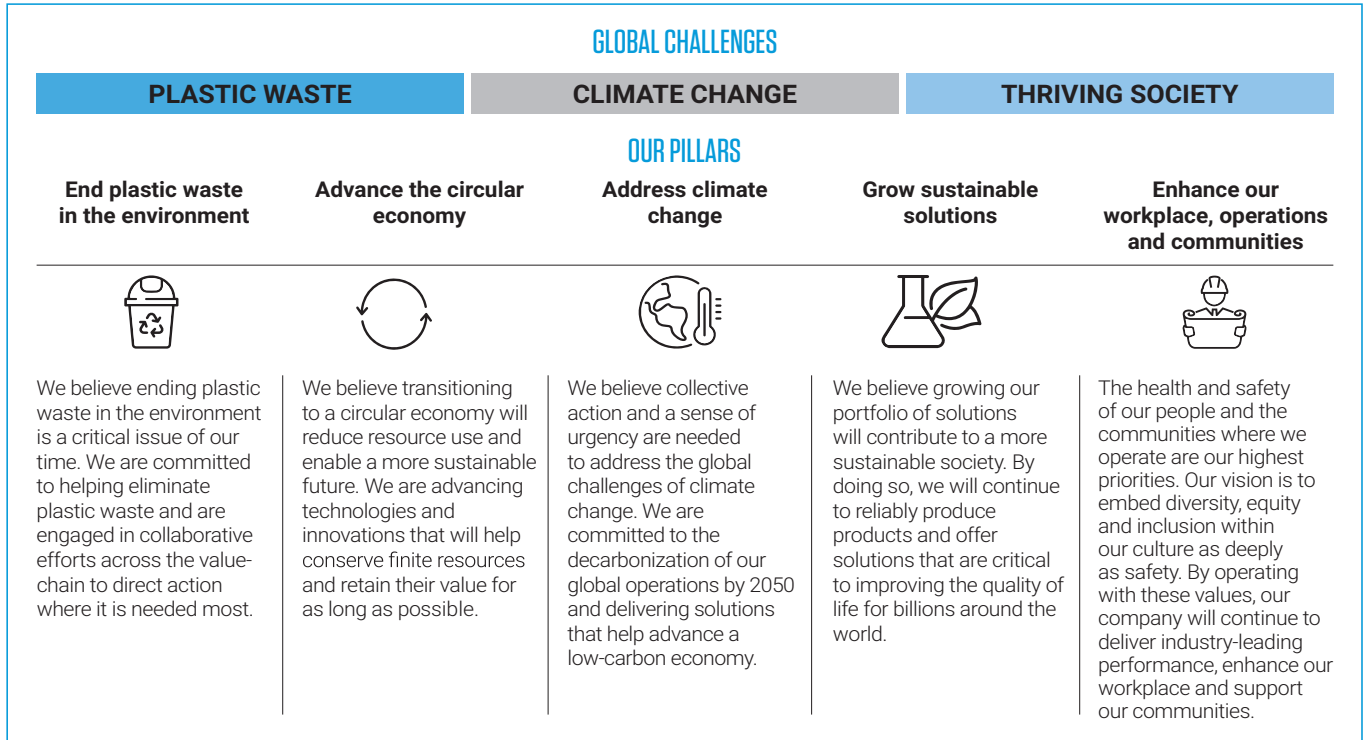 GLOBAL CHALLENGES
PLASTIC WASTE
CLIMATE CHANGE
THRIVING SOCIETY
OUR PILLARS
End plastic waste
in the environment
Advance the circular
economy
Address climate
change
Grow sustainable
solutions
Enhance our
workplace, operations
and communities
We believe ending plastic
waste in the environment
is a critical issue of our
time. We are committed
to helping eliminate
plastic waste and are
engaged in collaborative
efforts across the value-
chain to direct action
where it is needed most.
We believe transitioning
to a circular economy will
reduce resource use and
enable a more sustainable
future. We are advancing
technologies and
innovations that will help
conserve finite resources
and retain their value for
as long as possible.
We believe collective
action and a sense of
urgency are needed
to address the global
challenges of climate
change. We are
committed to the
decarbonization of our
global operations by 2050
and delivering solutions
that help advance a
low-carbon economy.
We believe growing our
portfolio of solutions
will contribute to a more
sustainable society. By
doing so, we will continue
to reliably produce
products and offer
solutions that are critical
to improving the quality of
life for billions around the
world.
The health and safety
of our people and the
communities where we
operate are our highest
priorities. Our vision is to
embed diversity, equity
and inclusion within
our culture as deeply
as safety. By operating
with these values, our
company will continue to
deliver industry-leading
performance, enhance our
workplace and support
our communities.